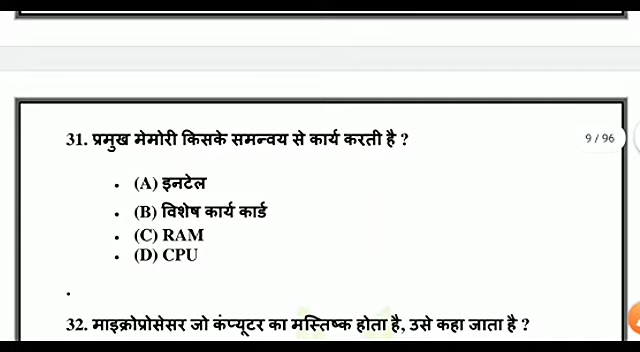 31. प्रमुख मेमोरी किसके समन्वय से कार्य करती है ?
9 / 96
• (A) इनटेल
• (B) विशेष कार्य कार्ड
• (C) RAM
• (D) CPU
.
32. माइक्रोप्रोसेसर जो कंप्यूटर का मस्तिष्क होता है, उसे कहा जाता है ?